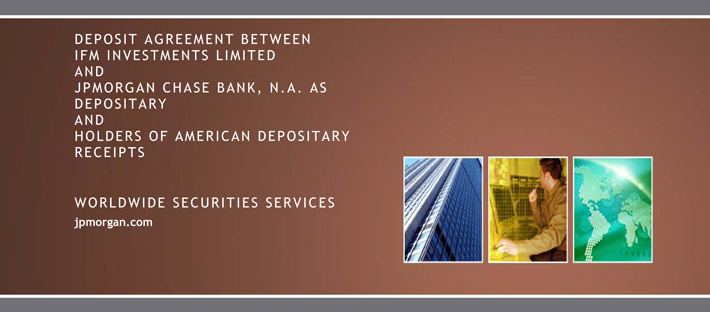 DEPOSIT AGREEMENT BETWEEN
IFM INVESTMENTS LIMITED
AND
JPMORGAN CHASE BANK, N.A. AS
DEPOSITARY
AND
HOLDERS OF AMERICAN DEPOSITARY
RECEIPTS
WORLDWIDE SECURITIES SERVICES
jpmorgan.com